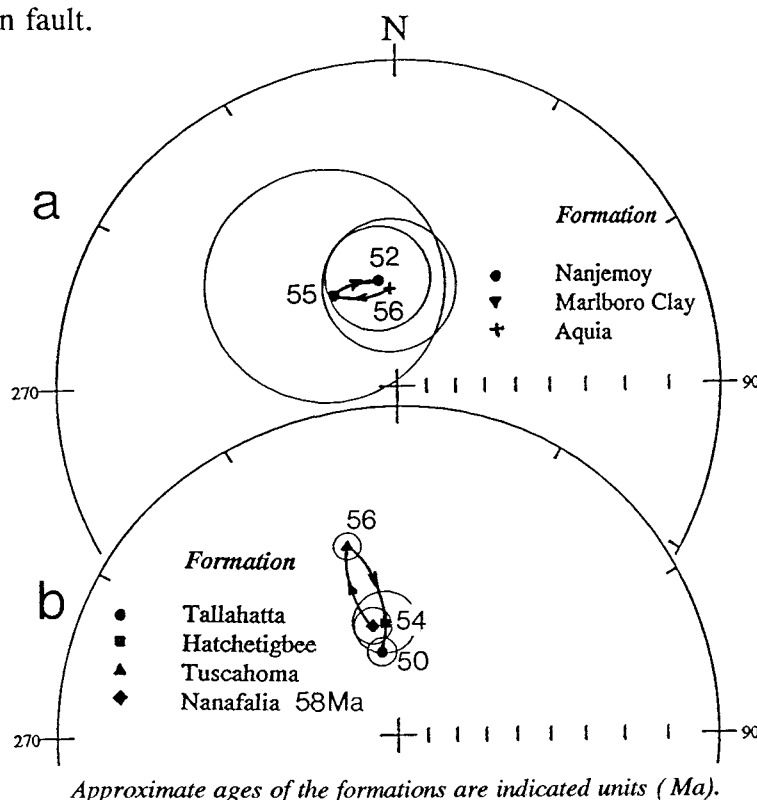 n fault.
N
a
Formation
52
Nanjemoy
55
Marlboro Clay
56
Aquia
270
90
56
Formation
b
54
Tallahatta
Hatchetigbee
50
Tuscahoma
Nanafalia 58Ma
270
90
Approximate ages of the formations are indicated units (Ma).